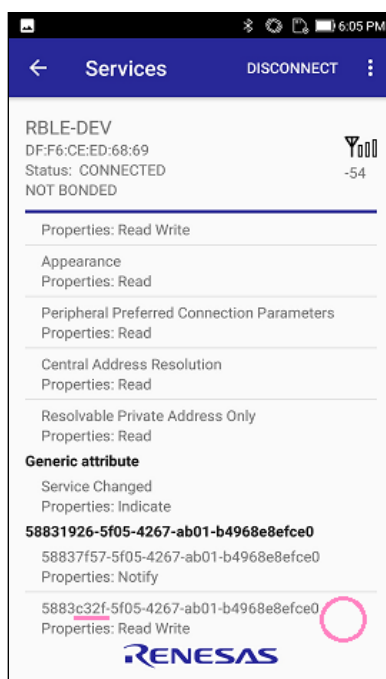 6:05 PM
Services
DISCONNECT
RBLE-DEV
DF:F6:CE:ED:68:69
Status: CONNECTED
-54
NOT BONDED
Properties: Read Write
Appearance
Properties: Read
Peripheral Preferred Connection Parameters
Properties: Read
Central Address Resolution
Properties: Read
Resolvable Private Address Only
Properties: Read
Generic attribute
Service Changed
Properties: Indicate
58831926-5f05-4267-ab01-b4968e8efce0
58837f57-5f05-4267-ab01-b4968e8efce0
Properties: Notify
5883c32f-5f05-4267-ab01-b4968e8efce0
Properties: Read Write
RENESAS